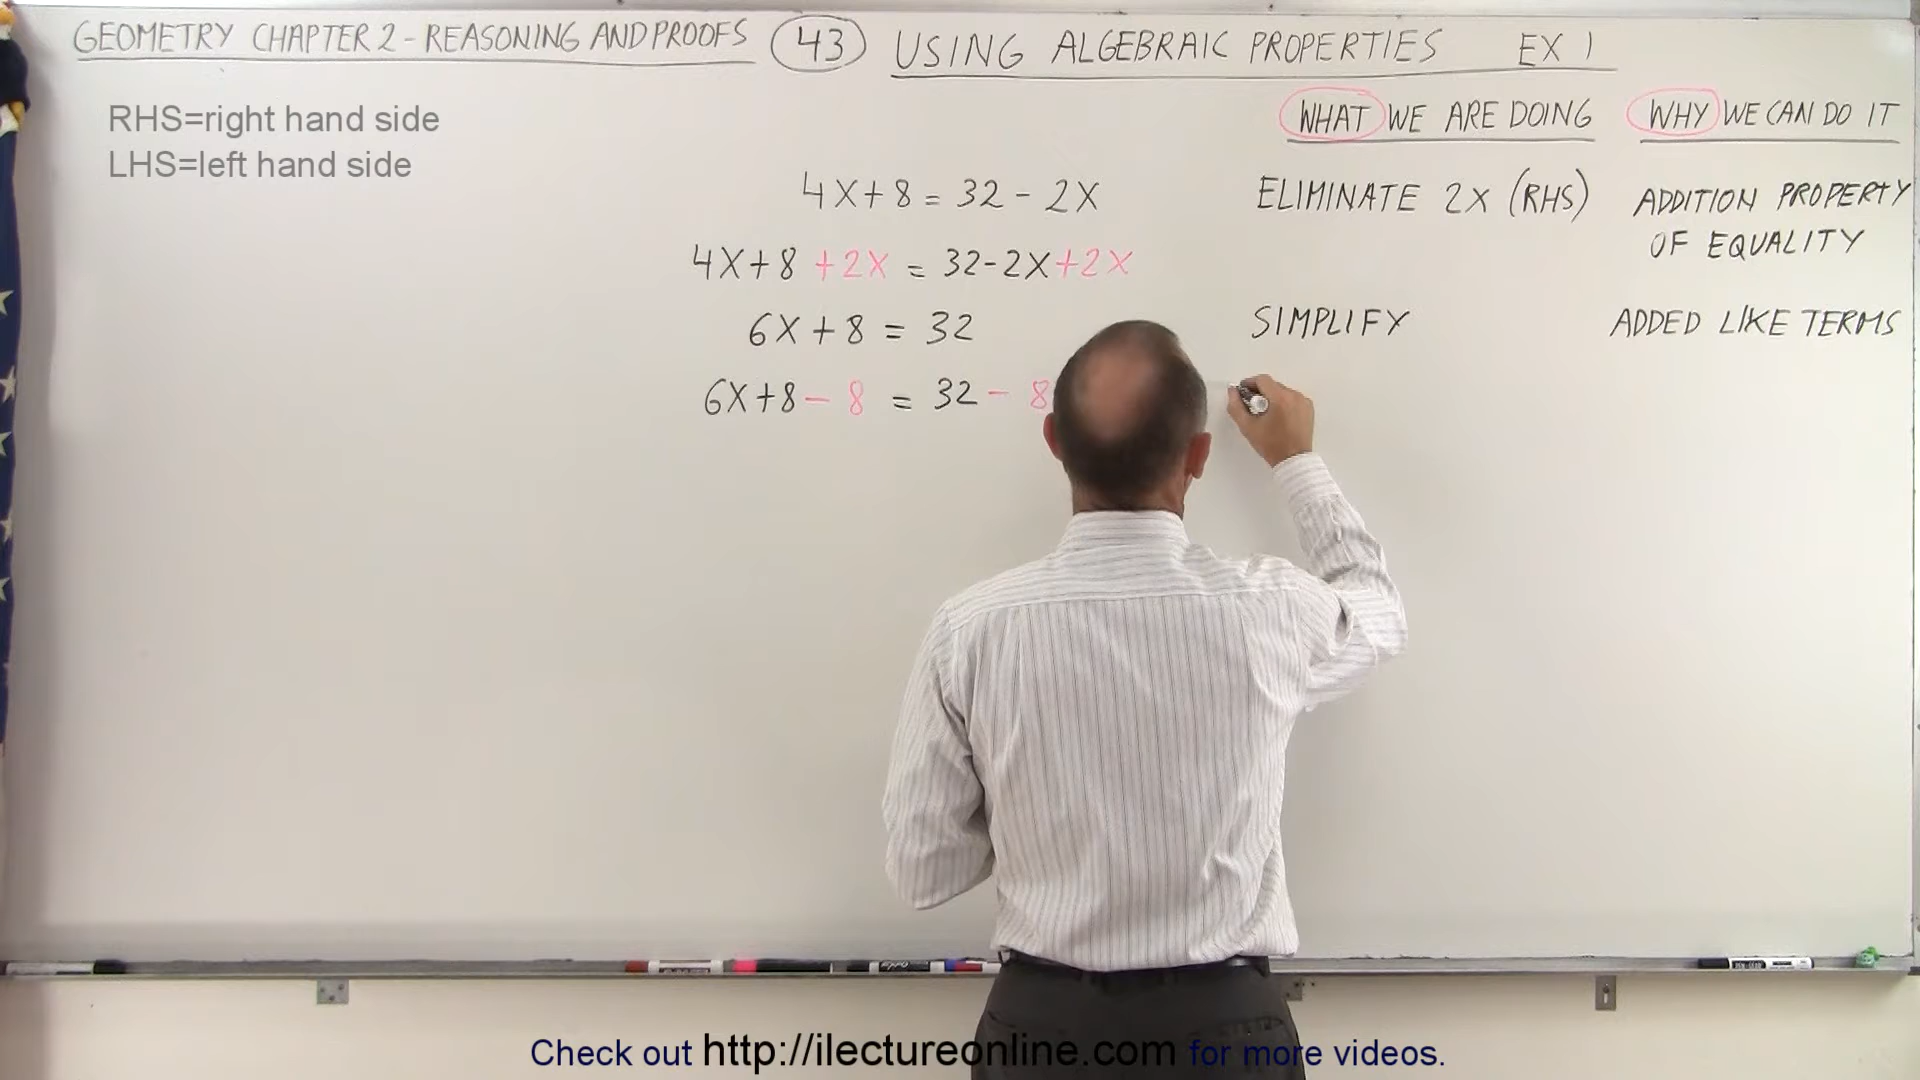 GEOMETRY CHAPTER 2 - REASONING AND PROOFS 43 USING ALGEBRAIC PROPERTIES EX 1
RHS=right hand side
LHS=left hand side
WHAT WE ARE DOING WHY WE CAN DO IT
4X+8 = 32 - 2X ELIMINATE 2X (RHS) ADDITION PROPERTY
OF EQUALITY
4X+8 +2X = 32-2X+2X
6X + 8 = 32 SIMPLIFY ADDED LIKE TERMS
6X+8 - 8 = 32 - 8
Check out http://ilectureonline.com for more videos.